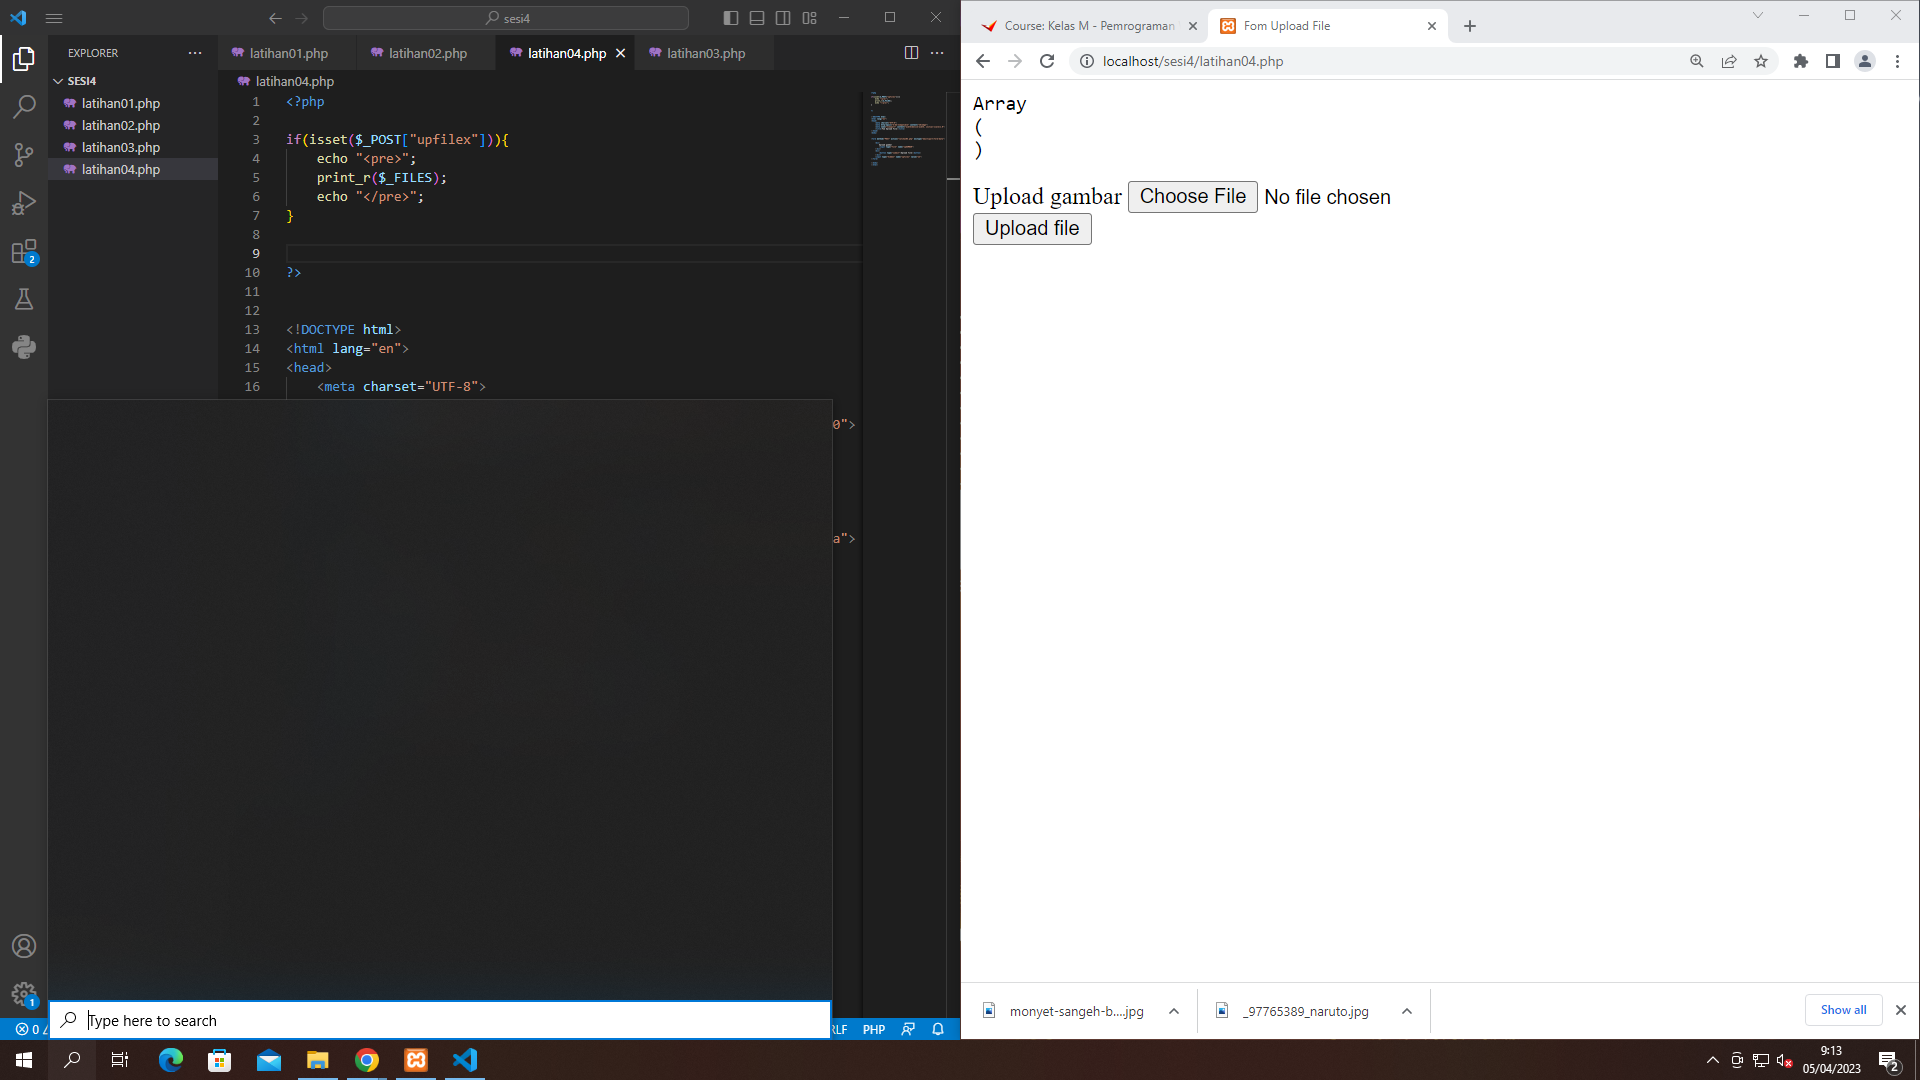 sesi4
EXPLORER
SESI4
latihan01.php
latihan02.php
latihan03.php
latihan04.php
latihan01.php
latihan02.php
latihan04.php
latihan03.php
latihan04.php
1 <?php
2
3 if(isset($_POST["upfilex"])){
4 echo "<pre>";
5 print_r($_FILES);
6 echo "</pre>";
7 }
8
9
10 ?>
11
12
13 <!DOCTYPE html>
14 <html lang="en">
15 <head>
16 <meta charset="UTF-8">
0">
a">
2
1
0
RLF PHP
Type here to search
Course: Kelas M - Pemrograman
Fom Upload File
localhost/sesi4/latihan04.php
Array
(
)
Upload gambar Choose File No file chosen
Upload file
monyet-sangeh-b....jpg
_97765389_naruto.jpg
Show all
9:13
05/04/2023
2